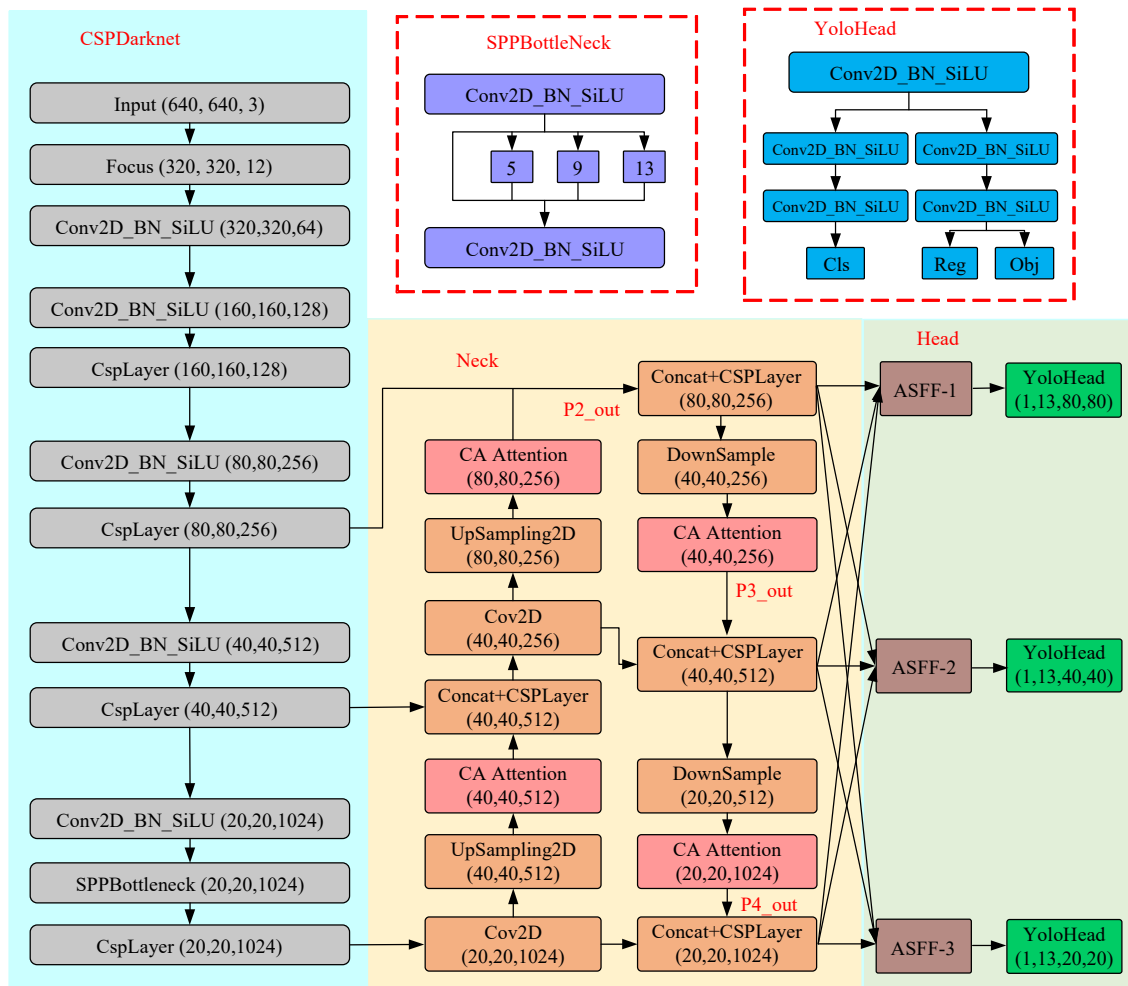 CSPDarknet
Input (640, 640, 3)
Focus (320, 320, 12)
Conv2D_BN_SiLU (320,320,64)
Conv2D_BN_SiLU (160,160,128)
CspLayer (160,160,128)
Conv2D_BN_SiLU (80,80,256)
CspLayer (80,80,256)
Conv2D_BN_SiLU (40,40,512)
CspLayer (40,40,512)
Conv2D_BN_SiLU (20,20,1024)
SPPBottleneck (20,20,1024)
CspLayer (20,20,1024)
SPPBottleNeck
Conv2D_BN_SiLU
5
9
13
Conv2D_BN_SiLU
YoloHead
Conv2D_BN_SiLU
Conv2D_BN_SiLU
Conv2D_BN_SiLU
Conv2D_BN_SiLU
Conv2D_BN_SiLU
Cls
Reg
Obj
Neck
CA Attention
(80,80,256)
UpSampling2D
(80,80,256)
Cov2D
(40,40,256)
Concat+CSPLayer
(40,40,512)
CA Attention
(40,40,512)
UpSampling2D
(40,40,512)
Cov2D
(20,20,1024)
P2_out
Concat+CSPLayer
(80,80,256)
DownSample
(40,40,256)
CA Attention
(40,40,256)
P3_out
Concat+CSPLayer
(40,40,512)
DownSample
(20,20,512)
CA Attention
(20,20,1024)
P4_out
Concat+CSPLayer
(20,20,1024)
Head
ASFF-1
YoloHead
(1,13,80,80)
ASFF-2
YoloHead
(1,13,40,40)
ASFF-3
YoloHead
(1,13,20,20)